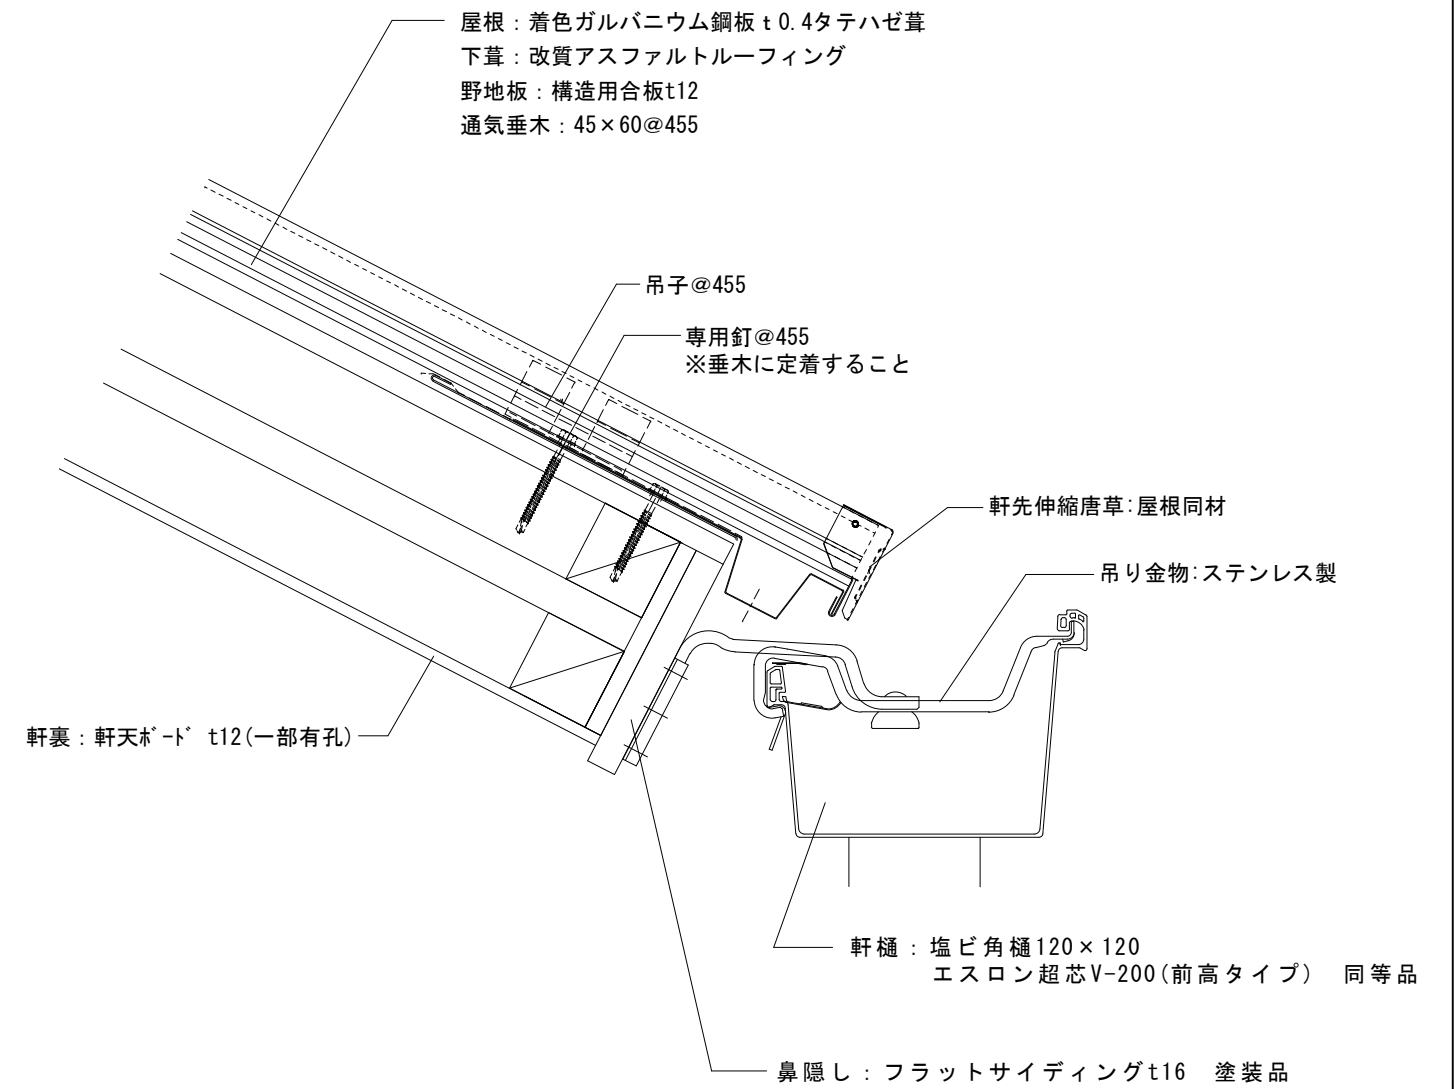 屋根：着色ガルバニウム鋼板ｔ0.4タテハゼ葺
下葺：改質アスファルトルーフィング
野地板：構造用合板t12
通気垂木：45×60@455
吊子@455
専用釘@455
※垂木に定着すること
軒先伸縮唐草:屋根同材
吊り金物:ステンレス製
軒裏：軒天ﾎﾞｰﾄﾞ t12(一部有孔)
軒樋：塩ビ角樋120×120
エスロン超芯V-200(前高タイプ)　同等品
鼻隠し：フラットサイディングt16　塗装品